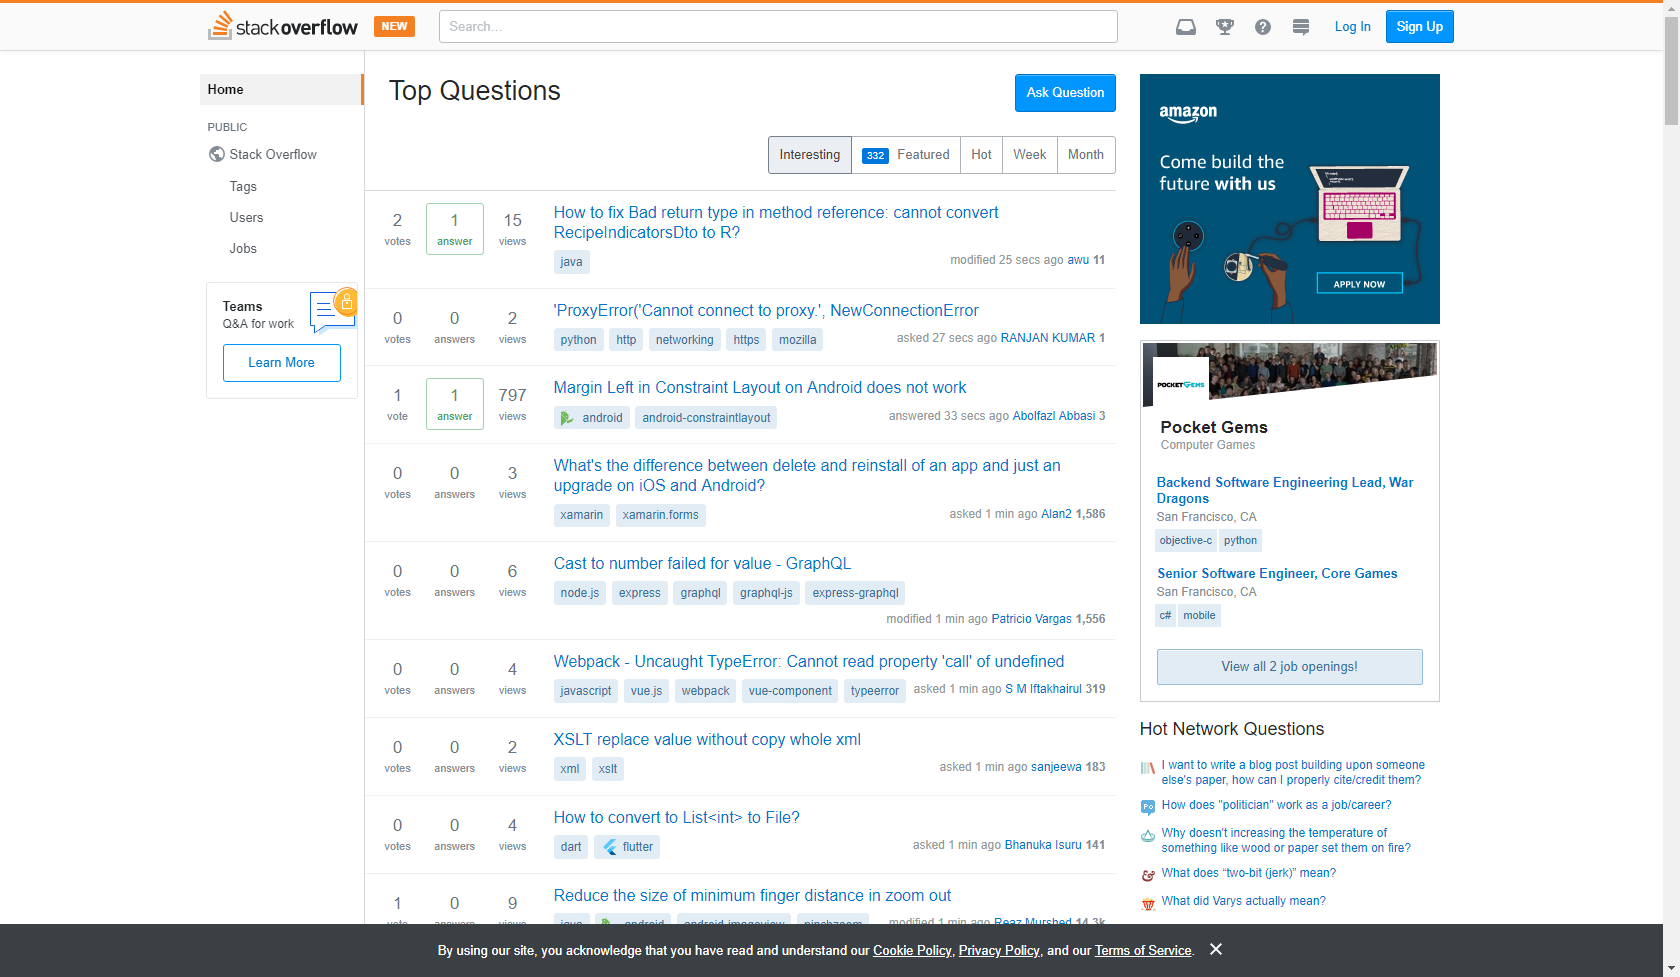 stackoverflow
NEW
Search...
Log In
Sign Up
Home
PUBLIC
Stack Overflow
Tags
Users
Jobs
Teams
Q&A for work
Learn More
Top Questions
Ask Question
Interesting
332 Featured
Hot
Week
Month
2 votes
1 answer
15 views
How to fix Bad return type in method reference: cannot convert
RecipeIndicatorsDto to R?
java
modified 25 secs ago awu 11
0 votes
0 answers
2 views
'ProxyError('Cannot connect to proxy.', NewConnectionError
python http networking https mozilla
asked 27 secs ago RANJAN KUMAR 1
1 vote
1 answer
797 views
Margin Left in Constraint Layout on Android does not work
android android-constraintlayout
answered 33 secs ago Abolfazl Abbasi 3
0 votes
0 answers
3 views
What's the difference between delete and reinstall of an app and just an
upgrade on iOS and Android?
xamarin xamarin.forms
asked 1 min ago Alan2 1,586
0 votes
0 answers
6 views
Cast to number failed for value - GraphQL
node.js express graphql graphql-js express-graphql
modified 1 min ago Patricio Vargas 1,556
0 votes
0 answers
4 views
Webpack - Uncaught TypeError: Cannot read property 'call' of undefined
javascript vue.js webpack vue-component typeerror
asked 1 min ago S M Iftakhairul 319
0 votes
0 answers
2 views
XSLT replace value without copy whole xml
xml xslt
asked 1 min ago sanjeewa 183
0 votes
0 answers
4 views
How to convert to List<int> to File?
dart flutter
asked 1 min ago Bhanuka Isuru 141
1 vote
0 answers
9 views
Reduce the size of minimum finger distance in zoom out
java android android-imageview pinchzoom
modified 1 min ago Reaz Murshed 14.3k
amazon
Come build the
future with us
APPLY NOW
POCKET GEMS
Pocket Gems
Computer Games
Backend Software Engineering Lead, War
Dragons
San Francisco, CA
objective-c python
Senior Software Engineer, Core Games
San Francisco, CA
c# mobile
View all 2 job openings!
Hot Network Questions
I want to write a blog post building upon someone
else's paper, how can I properly cite/credit them?
Po
How does "politician" work as a job/career?
Why doesn't increasing the temperature of
something like wood or paper set them on fire?
What does “two-bit (jerk)” mean?
What did Varys actually mean?
By using our site, you acknowledge that you have read and understand our Cookie Policy, Privacy Policy, and our Terms of Service.